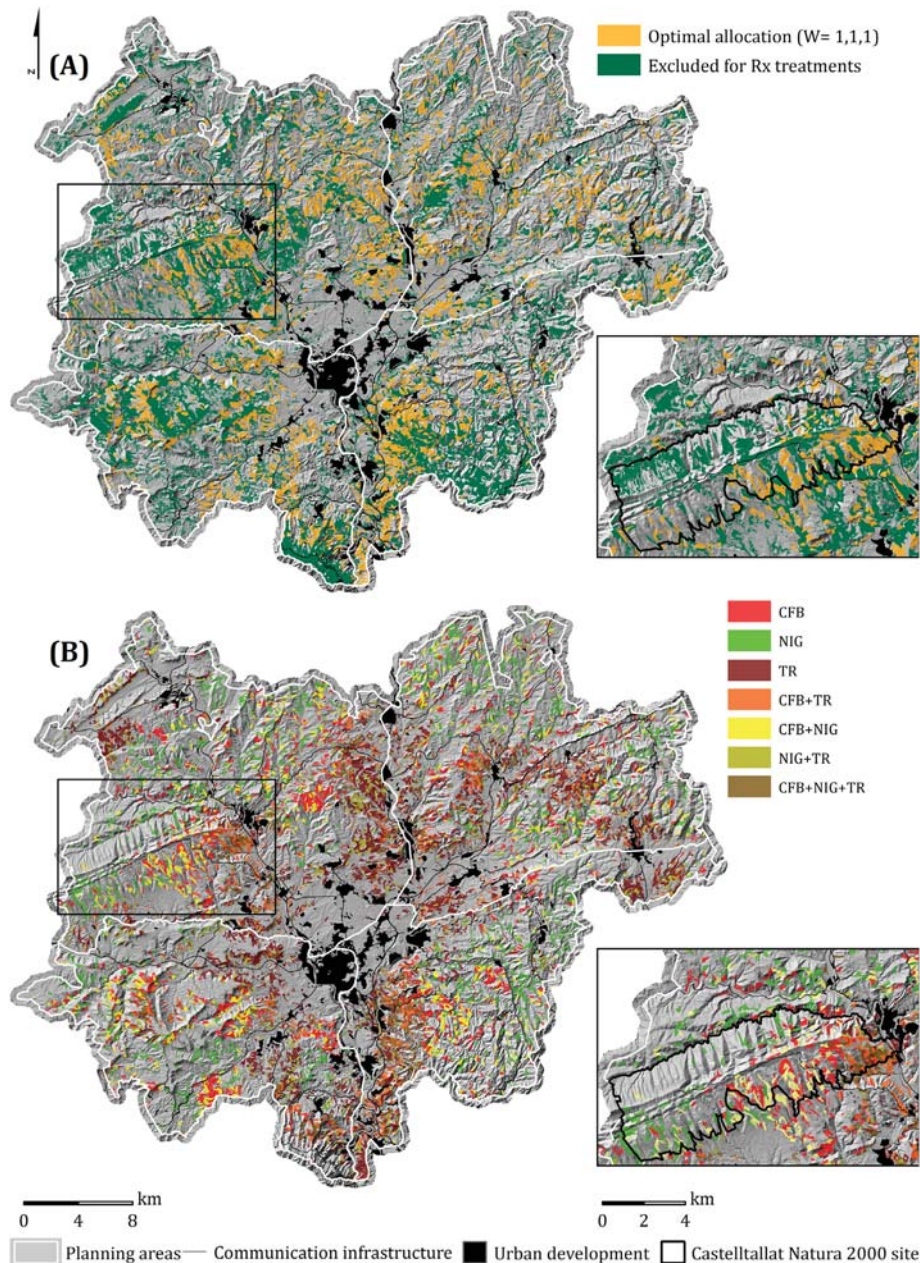 (A)
N
Optimal allocation (W= 1,1,1)
Excluded for Rx treatments
(B)
CFB
NIG
TR
CFB+TR
CFB+NIG
NIG+TR
CFB+NIG+TR
km
0 4 8
km
0 2 4
Planning areas Communication infrastructure Urban development Castelltallat Natura 2000 site